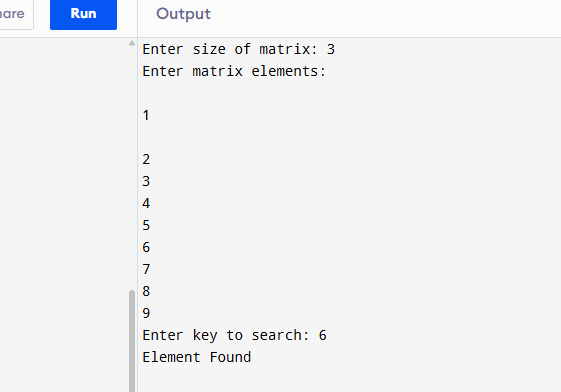 Run
Output
Enter size of matrix: 3
Enter matrix elements:
1
2
3
4
5
6
7
8
9
Enter key to search: 6
Element Found